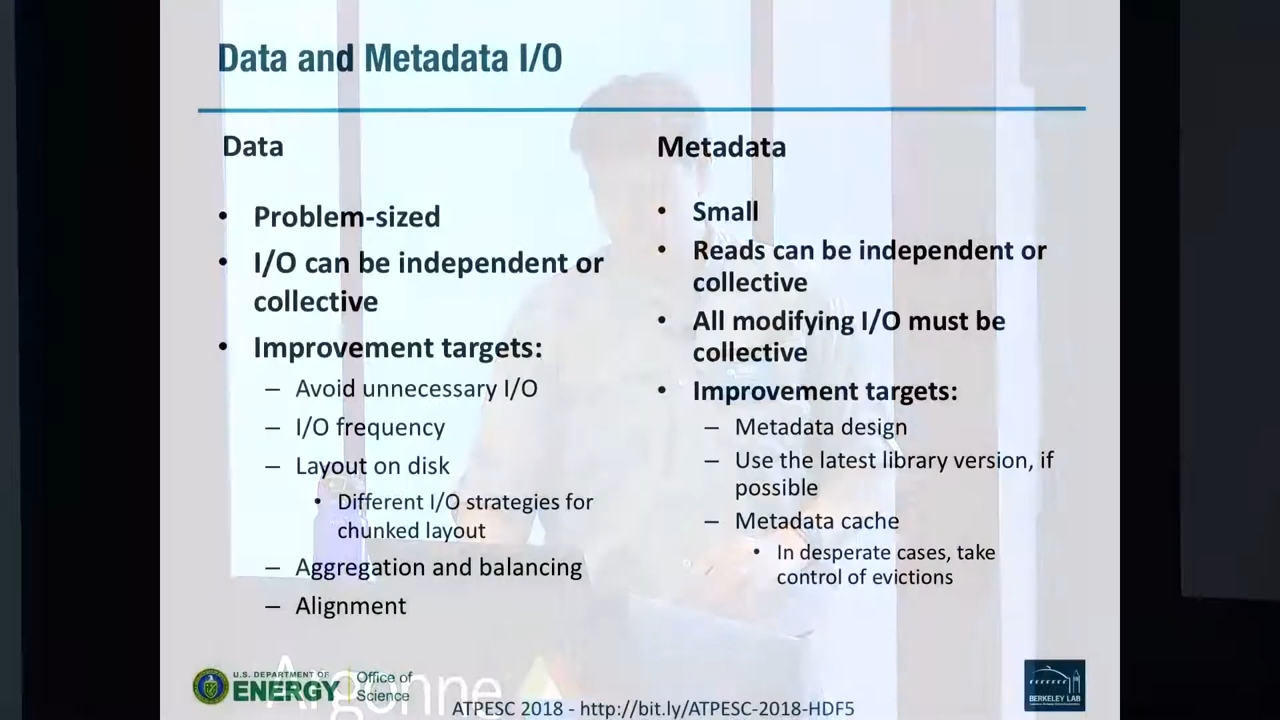 Data and Metadata I/O
Data
• Problem-sized
• I/O can be independent or
collective
• Improvement targets:
– Avoid unnecessary I/O
– I/O frequency
– Layout on disk
• Different I/O strategies for
chunked layout
– Aggregation and balancing
– Alignment
Metadata
• Small
• Reads can be independent or
collective
• All modifying I/O must be
collective
• Improvement targets:
– Metadata design
– Use the latest library version, if
possible
– Metadata cache
• In desperate cases, take
control of evictions
U.S. DEPARTMENT OF
ENERGY
Office of
Science
Argonne
ATPESC 2018 - http://bit.ly/ATPESC-2018-HDF5
BERKELEY LAB